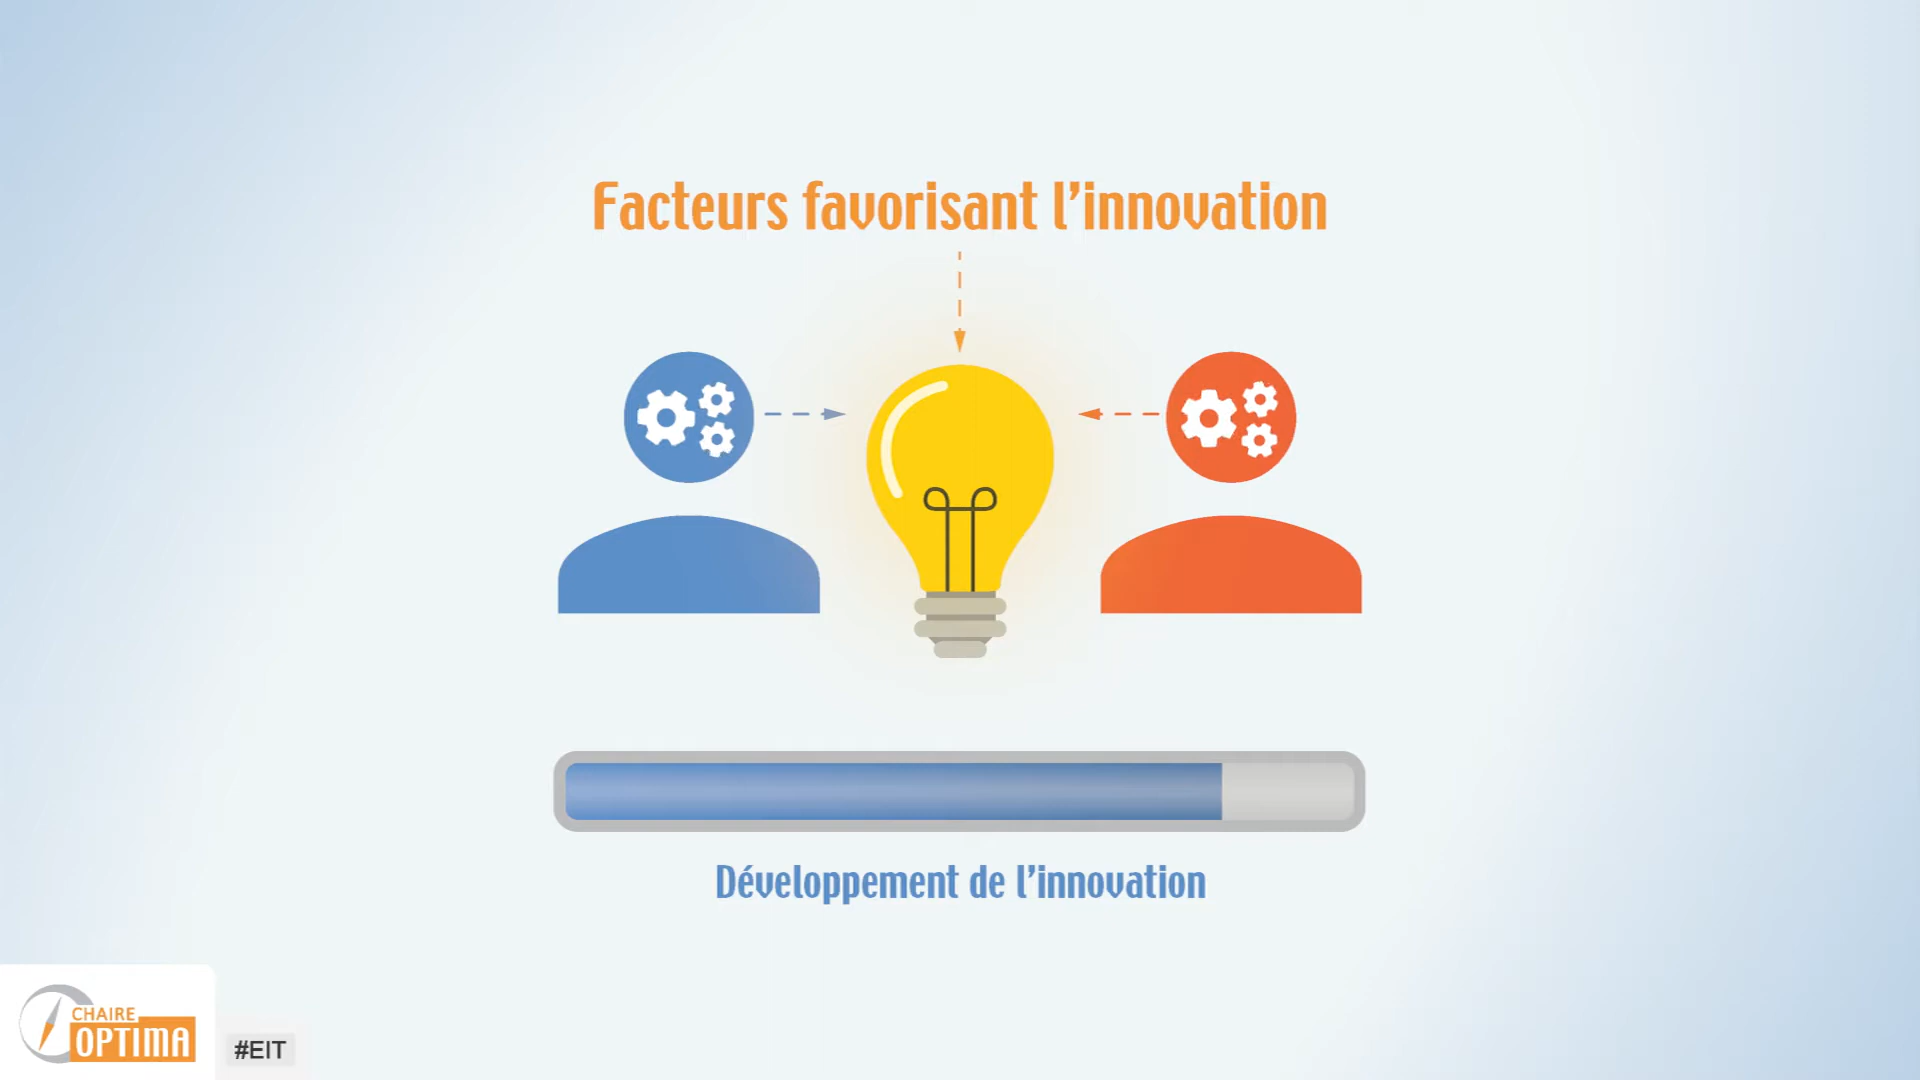 Facteurs favorisant l’innovation
Développement de l’innovation
CHAIRE
OPTIMA
#EIT